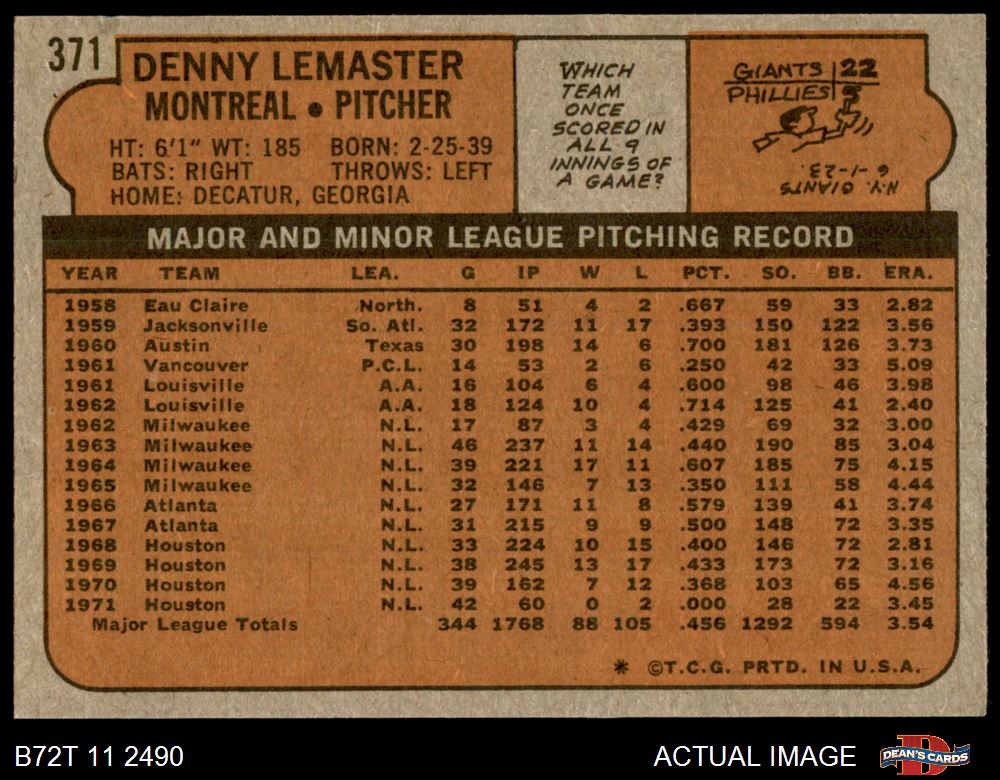 371
DENNY LEMASTER
MONTREAL • PITCHER
HT: 6'1" WT: 185 BORN: 2-25-39
BATS: RIGHT THROWS: LEFT
HOME: DECATUR, GEORGIA
WHICH
TEAM
ONCE
SCORED IN
ALL 9
INNINGS OF
A GAME?
GIANTS 22
PHILLIES 5
N.Y. GIANTS
6-1-23.
MAJOR AND MINOR LEAGUE PITCHING RECORD
YEAR TEAM LEA. G IP W L PCT. SO. BB. ERA.
1958 Eau Claire North. 8 51 4 2 .667 59 33 2.82
1959 Jacksonville So. Atl. 32 172 11 17 .393 150 122 3.56
1960 Austin Texas 30 198 14 6 .700 181 126 3.73
1961 Vancouver P.C.L. 14 53 2 6 .250 42 33 5.09
1961 Louisville A.A. 16 104 6 4 .600 98 46 3.98
1962 Louisville A.A. 18 124 10 4 .714 125 41 2.40
1962 Milwaukee N.L. 17 87 3 4 .429 69 32 3.00
1963 Milwaukee N.L. 46 237 11 14 .440 190 85 3.04
1964 Milwaukee N.L. 39 221 17 11 .607 185 75 4.15
1965 Milwaukee N.L. 32 146 7 13 .350 111 58 4.44
1966 Atlanta N.L. 27 171 11 8 .579 139 41 3.74
1967 Atlanta N.L. 31 215 9 9 .500 148 72 3.35
1968 Houston N.L. 33 224 10 15 .400 146 72 2.81
1969 Houston N.L. 38 245 13 17 .433 173 72 3.16
1970 Houston N.L. 39 162 7 12 .368 103 65 4.56
1971 Houston N.L. 42 60 0 2 .000 28 22 3.45
Major League Totals 344 1768 88 105 .456 1292 594 3.54
* ©T.C.G. PRTD. IN U.S.A.
B72T 11 2490
ACTUAL IMAGE
D
DEAN'S CARDS